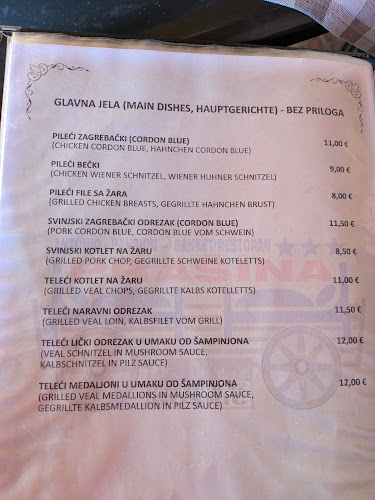 GLAVNA JELA (MAIN DISHES, HAUPTGERICHTE) - BEZ PRILOGA
PILEĆI ZAGREBAČKI (CORDON BLUE) 11,00 €
(CHICKEN CORDON BLUE, HAHNCHEN CORDON BLUE)
PILEĆI BEČKI 9,00 €
(CHICKEN WIENER SCHNITZEL, WIENER HUHNER SCHNITZEL)
PILEĆI FILE SA ŽARA 8,00 €
(GRILLED CHICKEN BREASTS, GEGRILLTE HAHNCHEN BRUST)
SVINJSKI ZAGREBAČKI ODREZAK (CORDON BLUE) 11,50 €
(PORK CORDON BLUE, CORDON BLUE VOM SCHWEIN)
SVINJSKI KOTLET NA ŽARU 8,50 €
(GRILLED PORK CHOP, GEGRILLTE SCHWEINE KOTELETTS)
TELEĆI KOTLET NA ŽARU 11,00 €
(GRILLED VEAL CHOPS, GEGRILLTE KALBS KOTELLETTS)
TELEĆI NARAVNI ODREZAK 11,50 €
(GRILLED VEAL LOIN, KALBSFILET VOM GRILL)
TELEĆI LIČKI ODREZAK U UMAKU OD ŠAMPINJONA 12,00 €
(VEAL SCHNITZEL IN MUSHROOM SAUCE,
KALBSCHNITZEL IN PILZ SAUCE)
TELEĆI MEDALJONI U UMAKU OD ŠAMPINJONA 12,00 €
(GRILLED VEAL MEDALLIONS IN MUSHROOM SAUCE,
GEGRILLTE KALBSMEDALLION IN PILZ SAUCE)